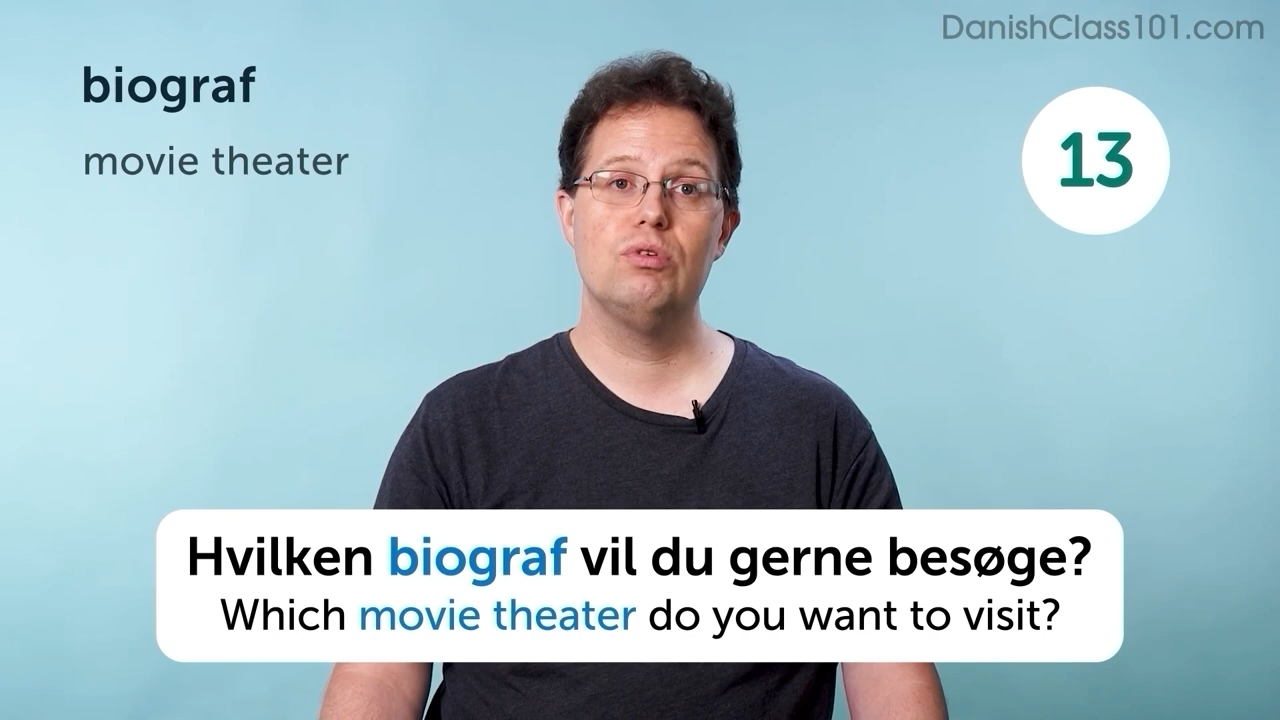 DanishClass101.com
biograf
movie theater
13
Hvilken biograf vil du gerne besøge?
Which movie theater do you want to visit?